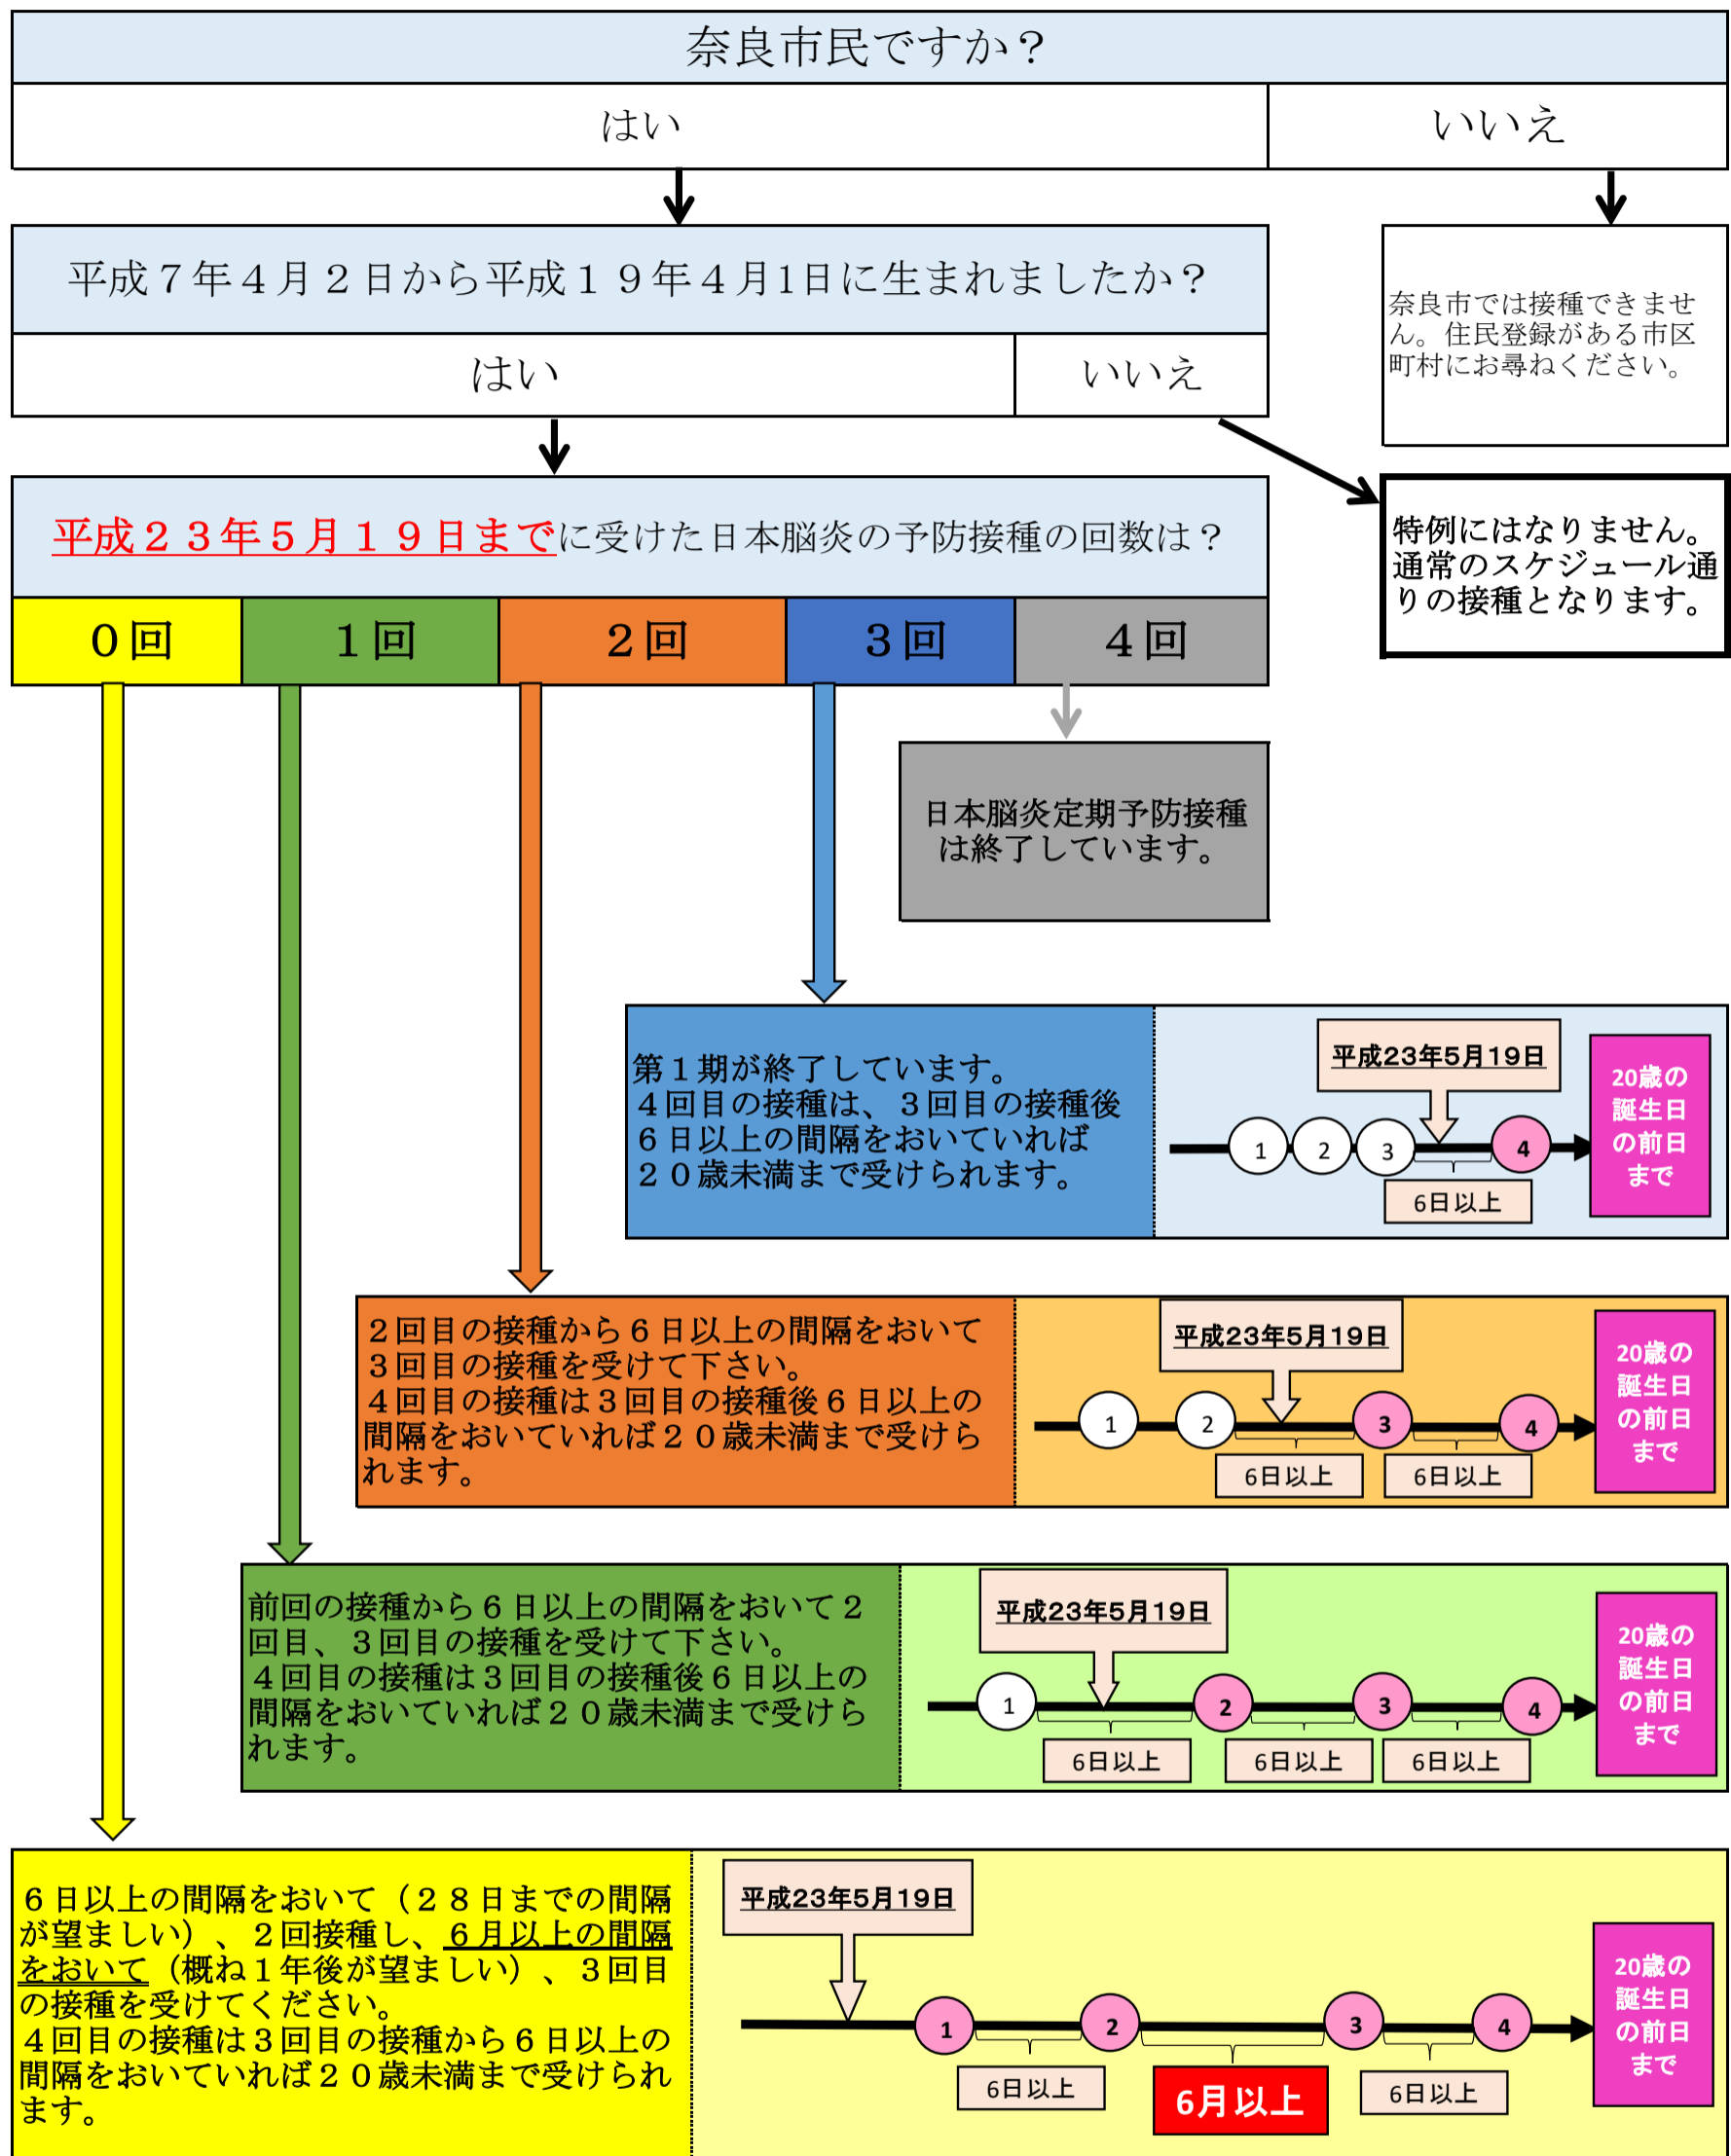 奈良市民ですか？
はい
いいえ
平成７年４月２日から平成１９年４月1日に生まれましたか？
はい
いいえ
奈良市では接種できませ
ん。住民登録がある市区
町村にお尋ねください。
平成２３年５月１９日までに受けた日本脳炎の予防接種の回数は？
０回
１回
２回
３回
４回
特例にはなりません。
通常のスケジュール通
りの接種となります。
日本脳炎定期予防接種
は終了しています。
第１期が終了しています。
４回目の接種は、３回目の接種後
６日以上の間隔をおいていれば
２０歳未満まで受けられます。
平成23年5月19日
1
2
3
4
6日以上
20歳の
誕生日
の前日
まで
２回目の接種から６日以上の間隔をおいて
３回目の接種を受けて下さい。
４回目の接種は３回目の接種後６日以上の
間隔をおいていれば２０歳未満まで受けら
れます。
平成23年5月19日
1
2
3
4
6日以上
6日以上
20歳の
誕生日
の前日
まで
前回の接種から６日以上の間隔をおいて２
回目、３回目の接種を受けて下さい。
４回目の接種は３回目の接種後６日以上の
間隔をおいていれば２０歳未満まで受けら
れます。
平成23年5月19日
1
2
3
4
6日以上
6日以上
6日以上
20歳の
誕生日
の前日
まで
６日以上の間隔をおいて（２８日までの間隔
が望ましい）、２回接種し、６月以上の間隔
をおいて（概ね１年後が望ましい）、３回目
の接種を受けてください。
４回目の接種は３回目の接種から６日以上の
間隔をおいていれば２０歳未満まで受けられ
ます。
平成23年5月19日
1
2
3
4
6日以上
6月以上
6日以上
20歳の
誕生日
の前日
まで